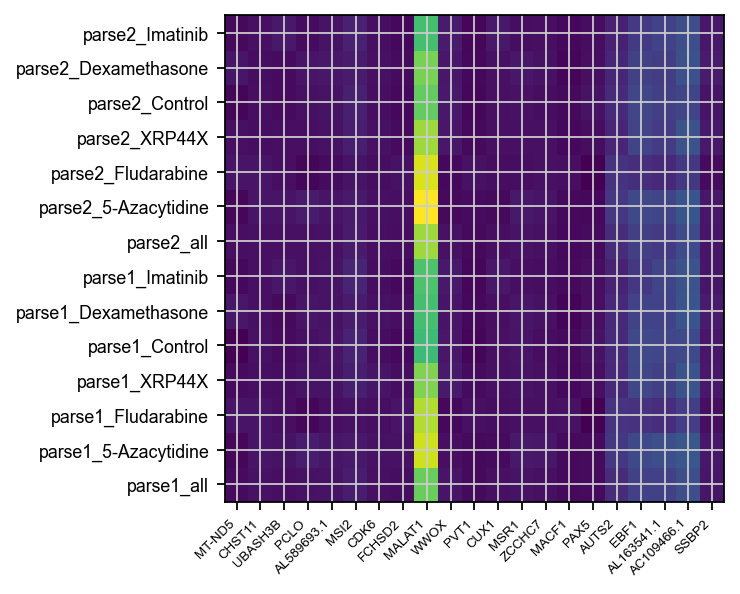 parse2_Imatinib
parse2_Dexamethasone
parse2_Control
parse2_XRP44X
parse2_Fludarabine
parse2_5-Azacytidine
parse2_all
parse1_Imatinib
parse1_Dexamethasone
parse1_Control
parse1_XRP44X
parse1_Fludarabine
parse1_5-Azacytidine
parse1_all
MT-ND5
CHST11
UBASH3B
PCLO
AL589693.1
MSI2
CDK6
FCHSD2
MALAT1
WWOX
PVT1
CUX1
MSR1
ZCCHC7
MACF1
PAX5
AUTS2
EBF1
AL163541.1
AC109466.1
SSBP2